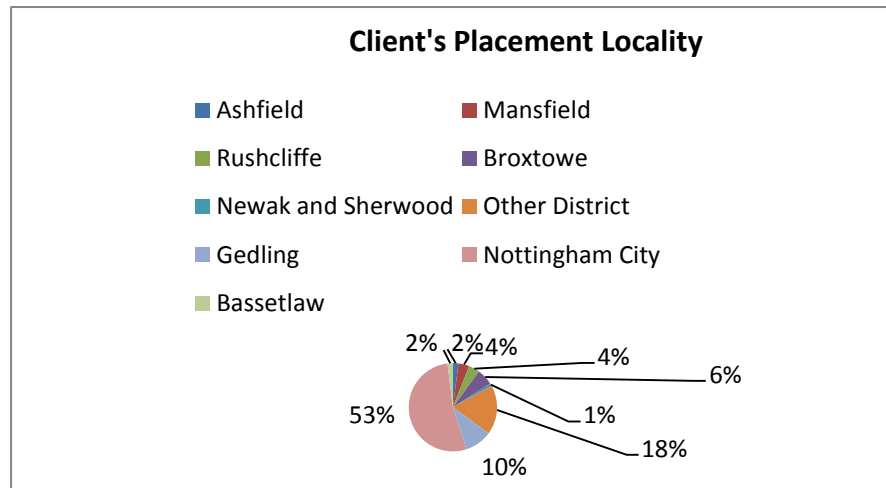 Client's Placement Locality
Ashfield Mansfield
Rushcliffe Broxtowe
Newak and Sherwood Other District
Gedling Nottingham City
Bassetlaw
2% 2% 4% 4%
6%
53% 1%
18%
10%